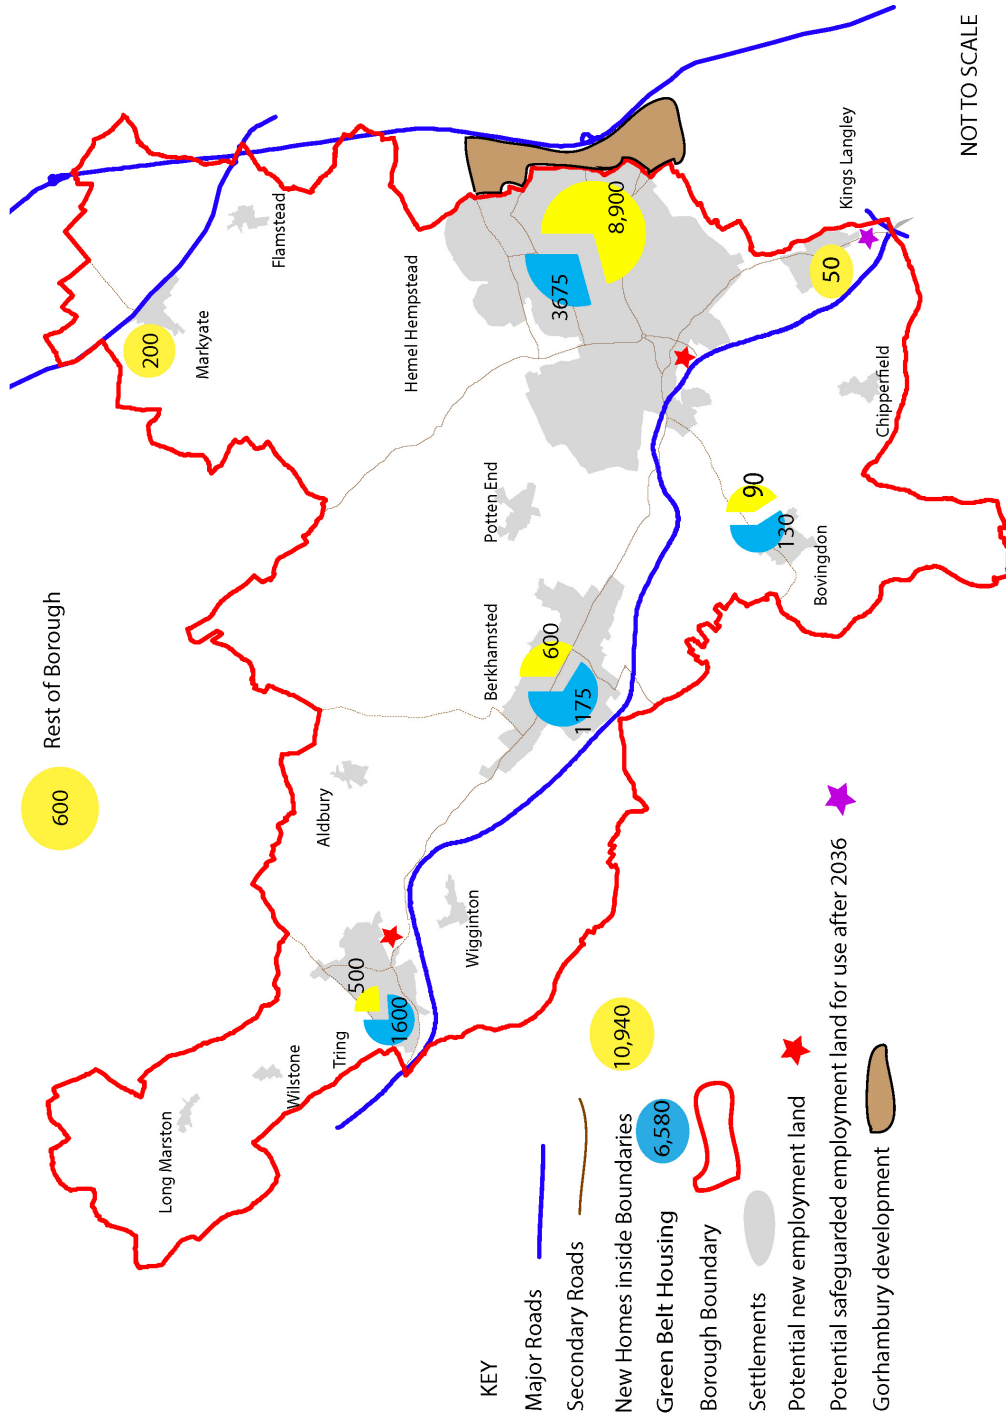 600
Rest of Borough
Long Marston
Wilstone
Tring
500
1600
Aldbury
Wigginton
Berkhamsted
600
1175
Potten End
Hemel Hempstead
3675
8,900
200
Markyate
Flamstead
90
130
Bovingdon
Chipperfield
50
Kings Langley
KEY
Major Roads
Secondary Roads
New Homes inside Boundaries
10,940
Green Belt Housing
6,580
Borough Boundary
Settlements
Potential new employment land
Potential safeguarded employment land for use after 2036
Gorhambury development
NOT TO SCALE